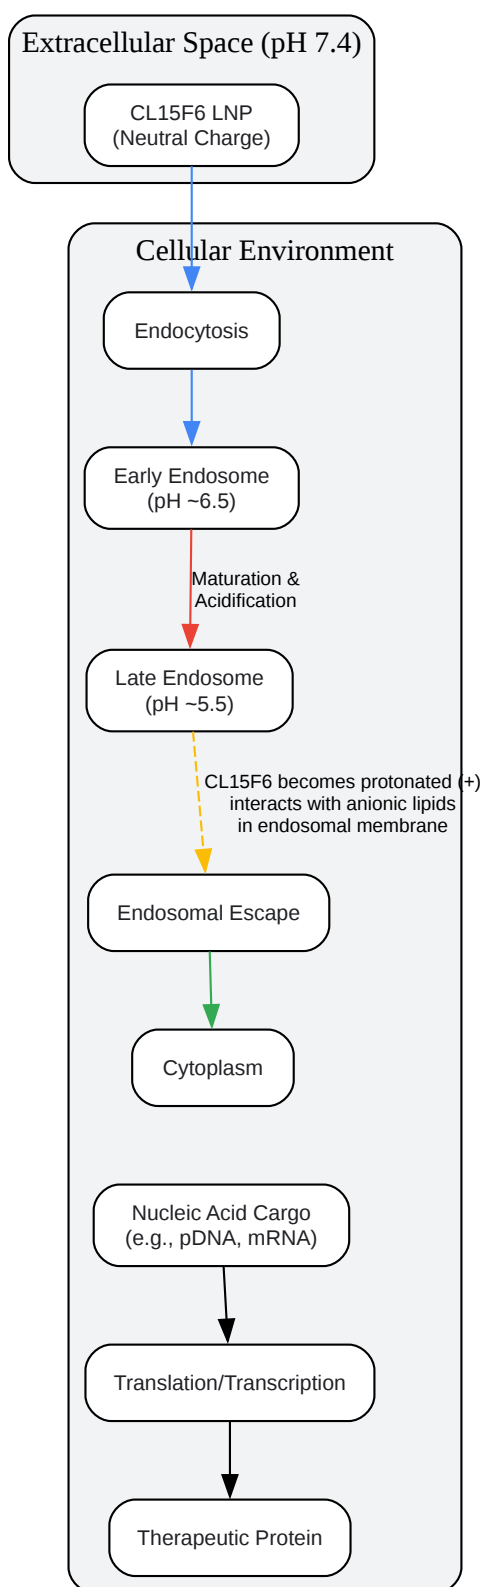 Extracellular Space (pH 7.4)
CL15F6 LNP
(Neutral Charge)
Cellular Environment
Endocytosis
Early Endosome
(pH ~6.5)
Maturation &
Acidification
Late Endosome
(pH ~5.5)
CL15F6 becomes protonated (+)
interacts with anionic lipids
in endosomal membrane
Endosomal Escape
Cytoplasm
Nucleic Acid Cargo
(e.g., pDNA, mRNA)
Translation/Transcription
Therapeutic Protein